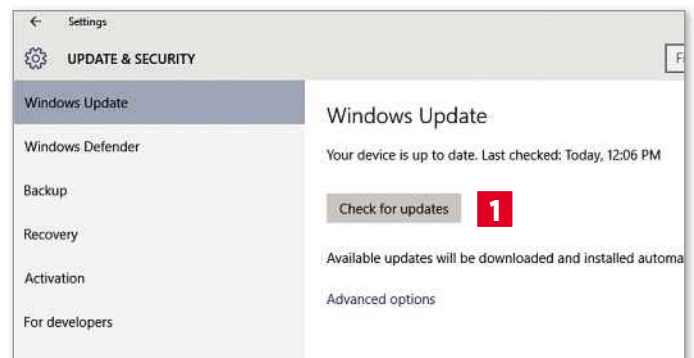 ← Settings
UPDATE & SECURITY
Windows Update
Windows Defender
Backup
Recovery
Activation
For developers
Windows Update
Your device is up to date. Last checked: Today, 12:06 PM
Check for updates 1
Available updates will be downloaded and installed automa
Advanced options